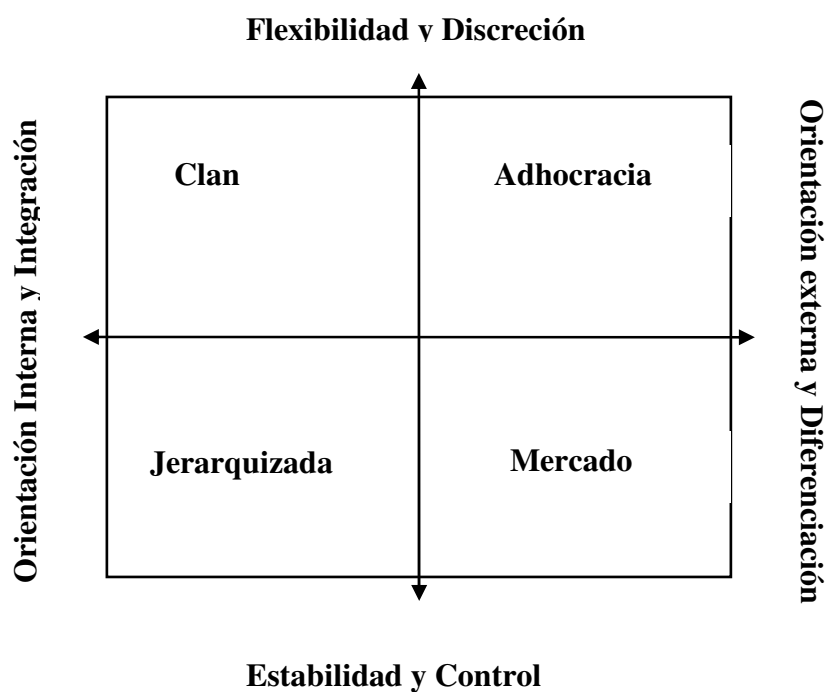 Flexibilidad y Discreción
Orientación Interna y Integración
Clan
Adhocracia
Orientación externa y Diferenciación
Jerarquizada
Mercado
Estabilidad y Control